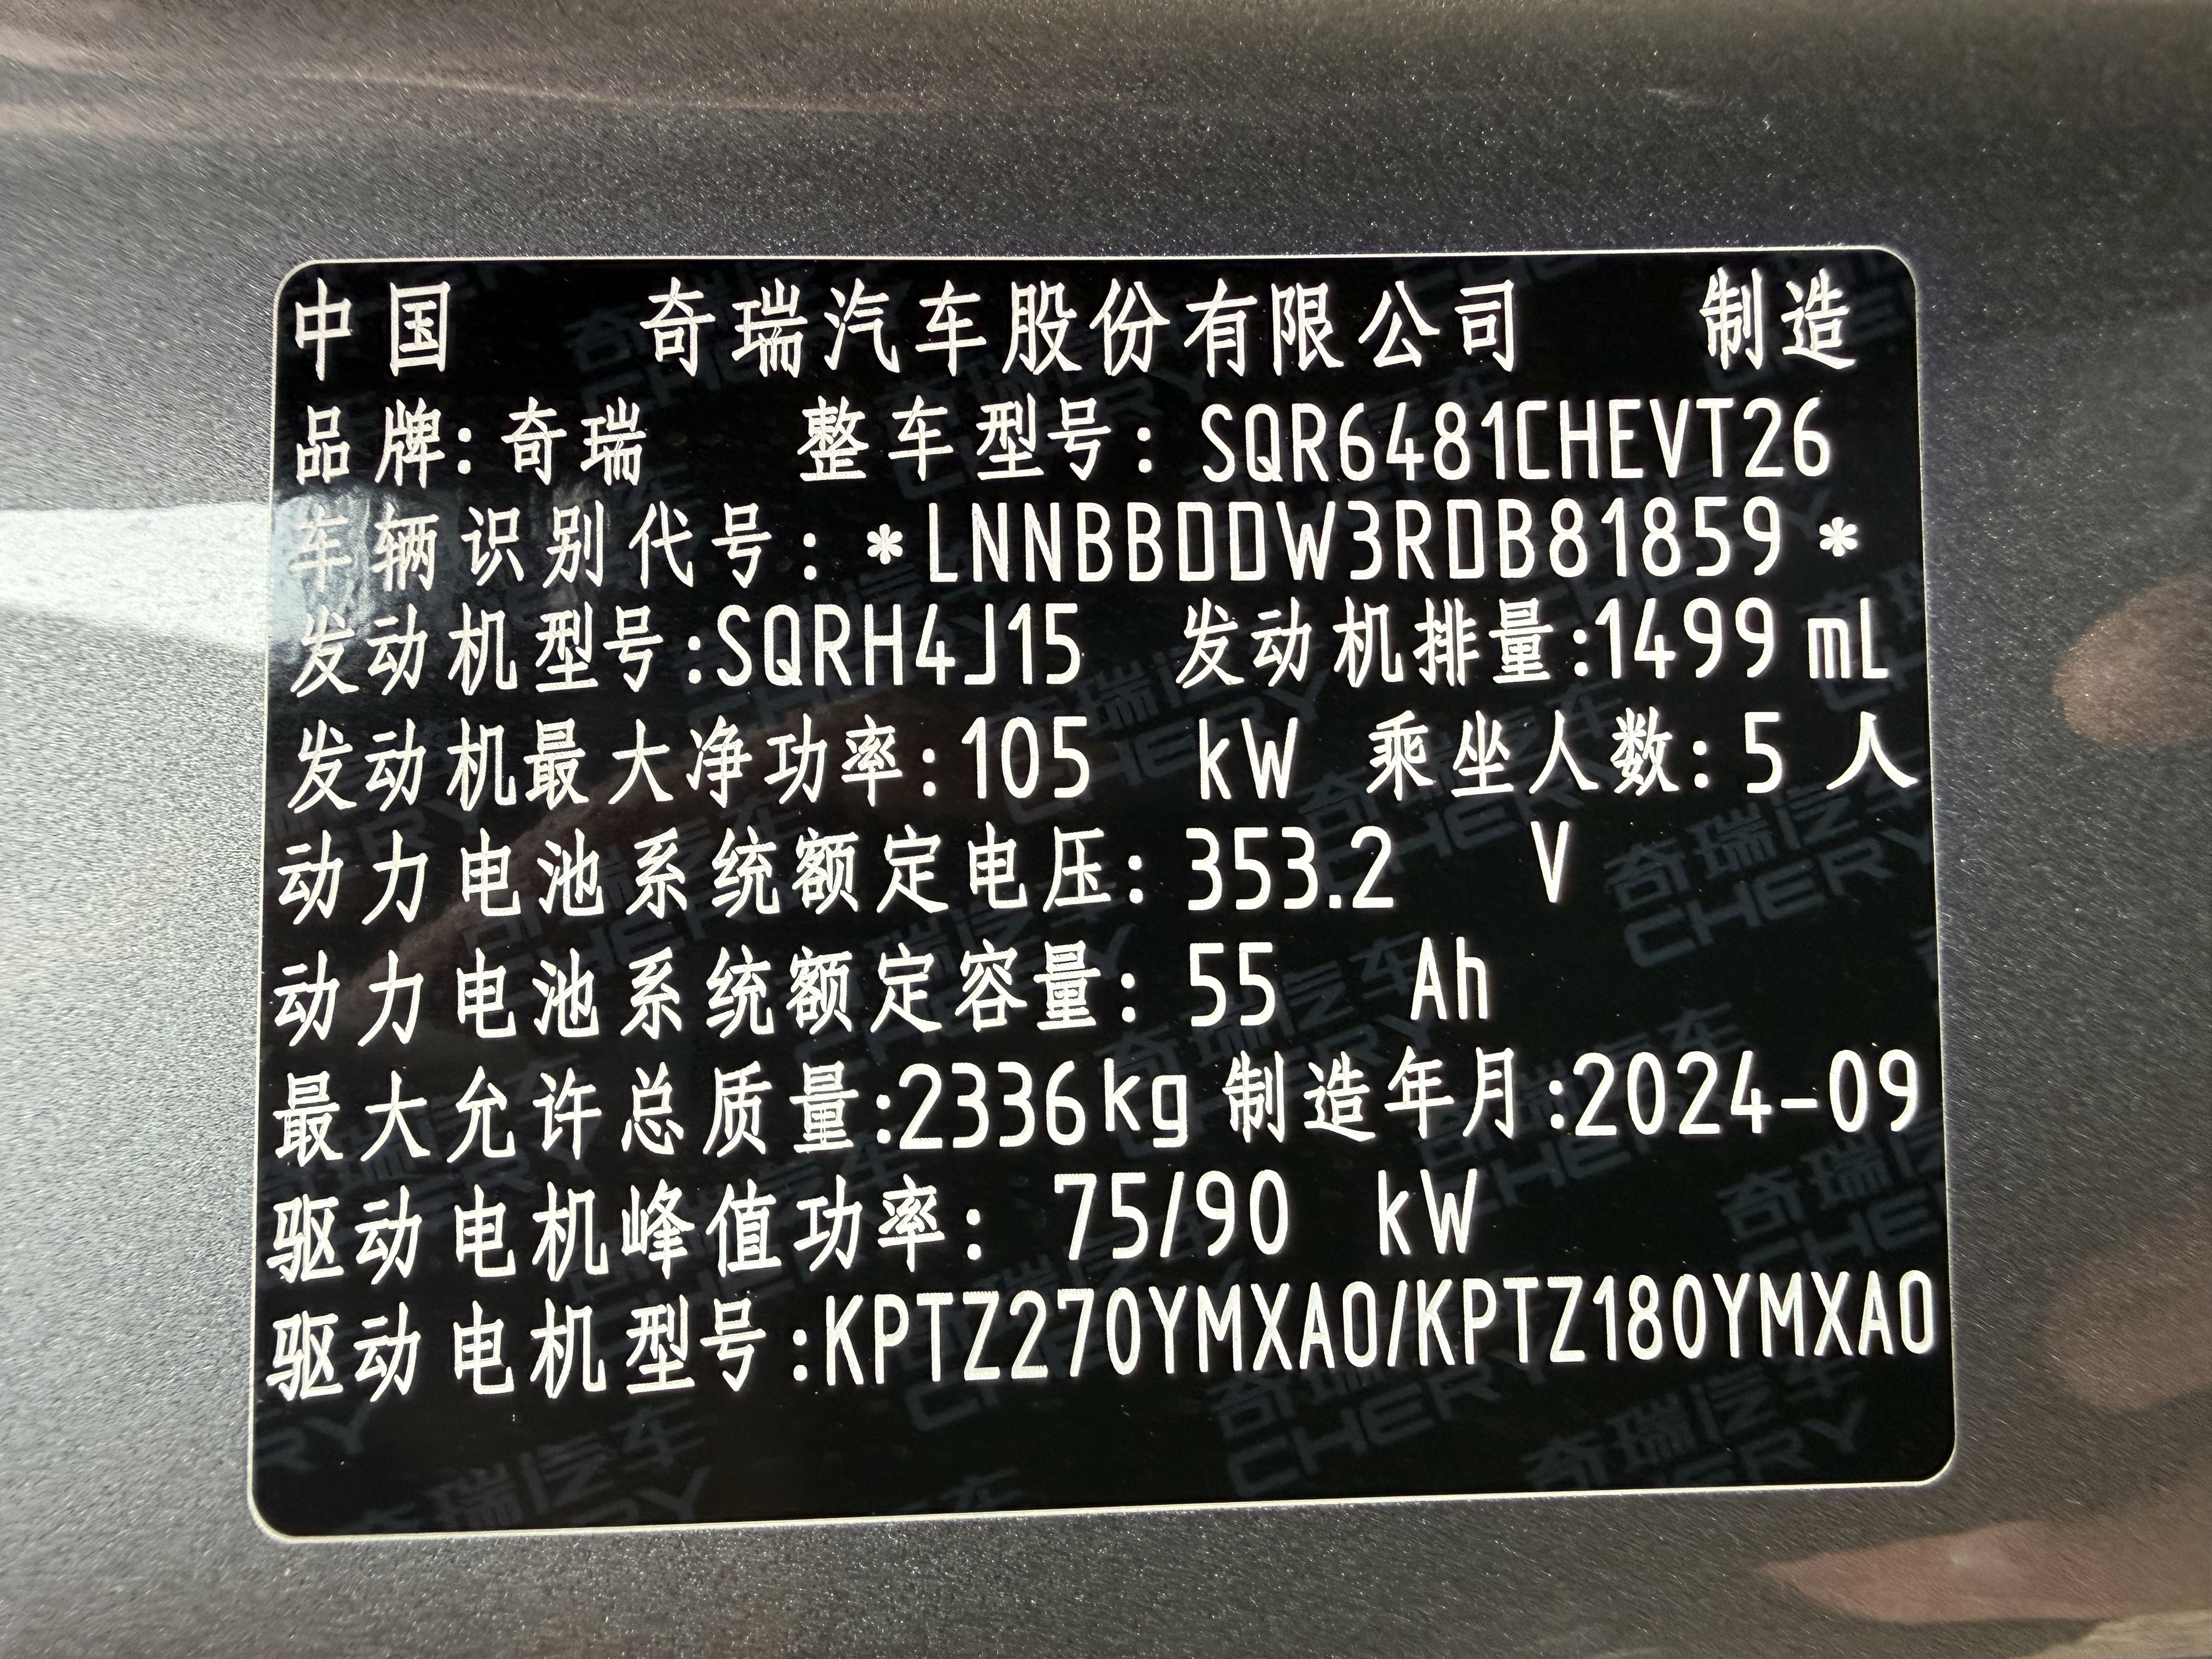 中国 奇瑞汽车股份有限公司 制造
品牌:奇瑞 整车型号: SQR6481CHEVT26
车辆识别代号: *LNNBBDDW3RDB81859*
发动机型号:SQRH4J15 发动机排量:1499 mL
发动机最大净功率:105 kW 乘坐人数:5 人
动力电池系统额定电压: 353.2 V
动力电池系统额定容量: 55 Ah
最大允许总质量:2336kg 制造年月:2024-09
驱动电机峰值功率: 75/90 kW
驱动电机型号:KPTZ270YMXA0/KPTZ180YMXA0